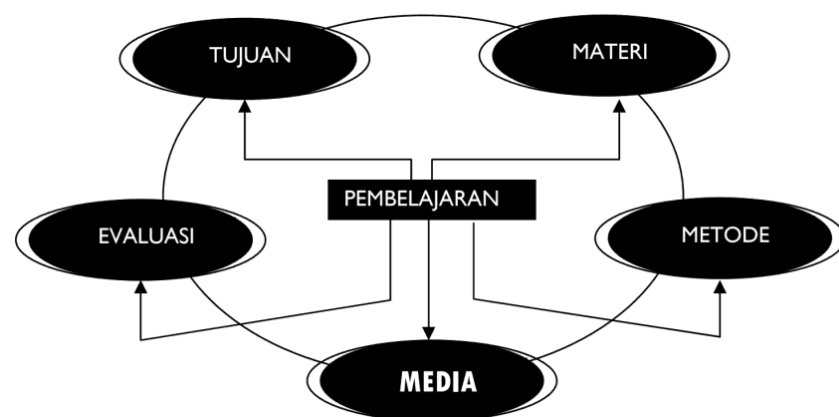 TUJUAN
MATERI
PEMBELAJARAN
EVALUASI
METODE
MEDIA